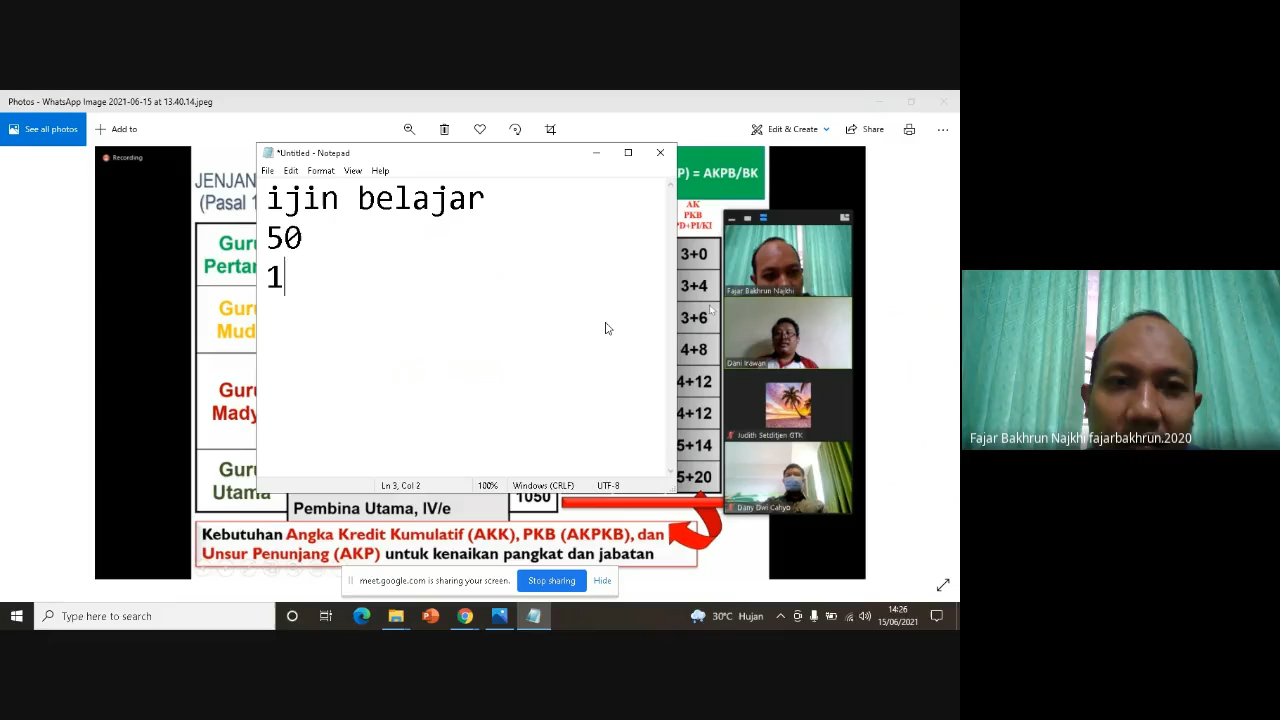 Photos - WhatsApp Image 2021-06-15 at 13.40.14.jpeg
See all photos
Add to
Edit & Create
Share
Recording
*Untitled - Notepad
File Edit Format View Help
ijin belajar
50
1
Ln 3, Col 2 100% Windows (CRLF) UTF-8
JENJAN
(Pasal 1
Guru
Pertam
Guru
Mud
Guru
Mady
Guru
Utama
Pembina Utama, IV/e
1050
P) = AKPB/BK
AK
PKB
PD+PI/KI
3+0
3+4
3+6
4+8
4+12
4+12
5+14
5+20
Fajar Bakhrun Najkhi
Dani Irawan
Judith Setditjen GTK
Dany Dwi Cahyo
Kebutuhan Angka Kredit Kumulatif (AKK), PKB (AKPKB), dan
Unsur Penunjang (AKP) untuk kenaikan pangkat dan jabatan
meet.google.com is sharing your screen.
Stop sharing
Hide
Type here to search
30°C Hujan
14:26
15/06/2021
Fajar Bakhrun Najkhi fajarbakhrun.2020